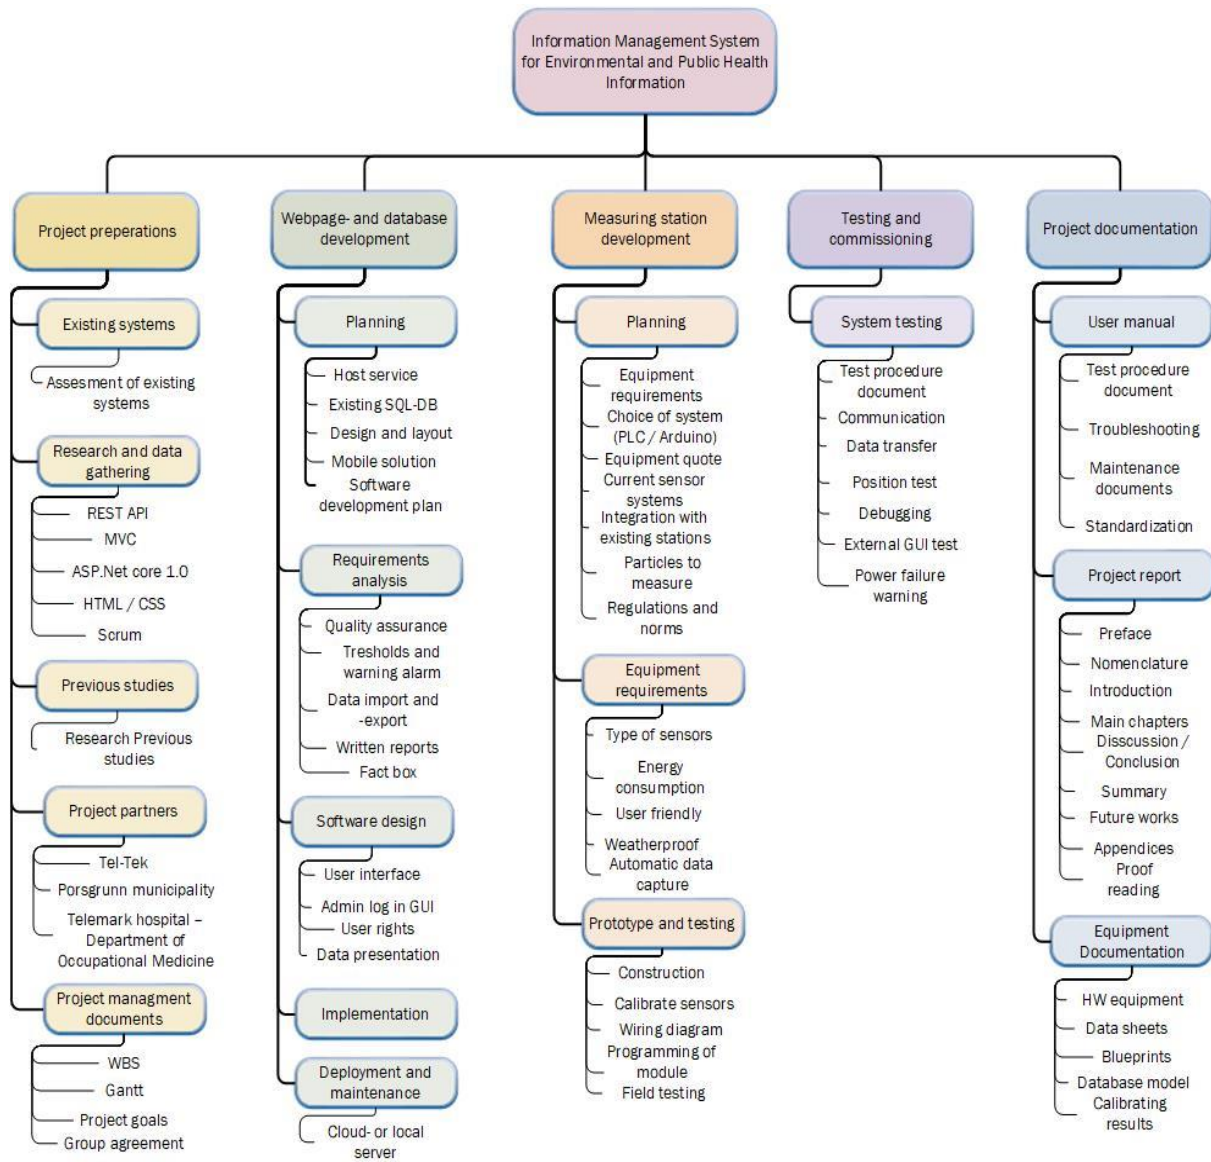 Information Management System
for Environmental and Public Health
Information
Project preperations
Existing systems
Assesment of existing
systems
Research and data
gathering
REST API
MVC
ASP.Net core 1.0
HTML / CSS
Scrum
Previous studies
Research Previous
studies
Project partners
Tel-Tek
Porsgrunn municipality
Telemark hospital –
Department of
Occupational Medicine
Project managment
documents
WBS
Gantt
Project goals
Group agreement
Webpage- and database
development
Planning
Host service
Existing SQL-DB
Design and layout
Mobile solution
Software
development plan
Requirements
analysis
Quality assurance
Tresholds and
warning alarm
Data import and
-export
Written reports
Fact box
Software design
User interface
Admin log in GUI
User rights
Data presentation
Implementation
Deployment and
maintenance
Cloud- or local
server
Measuring station
development
Planning
Equipment
requirements
Choice of system
(PLC / Arduino)
Equipment quote
Current sensor
systems
Integration with
existing stations
Particles to
measure
Regulations and
norms
Equipment
requirements
Type of sensors
Energy
consumption
User friendly
Weatherproof
Automatic data
capture
Prototype and testing
Construction
Calibrate sensors
Wiring diagram
Programming of
module
Field testing
Testing and
commissioning
System testing
Test procedure
document
Communication
Data transfer
Position test
Debugging
External GUI test
Power failure
warning
Project documentation
User manual
Test procedure
document
Troubleshooting
Maintenance
documents
Standardization
Project report
Preface
Nomenclature
Introduction
Main chapters
Disscussion /
Conclusion
Summary
Future works
Appendices
Proof
reading
Equipment
Documentation
HW equipment
Data sheets
Blueprints
Database model
Calibrating
results